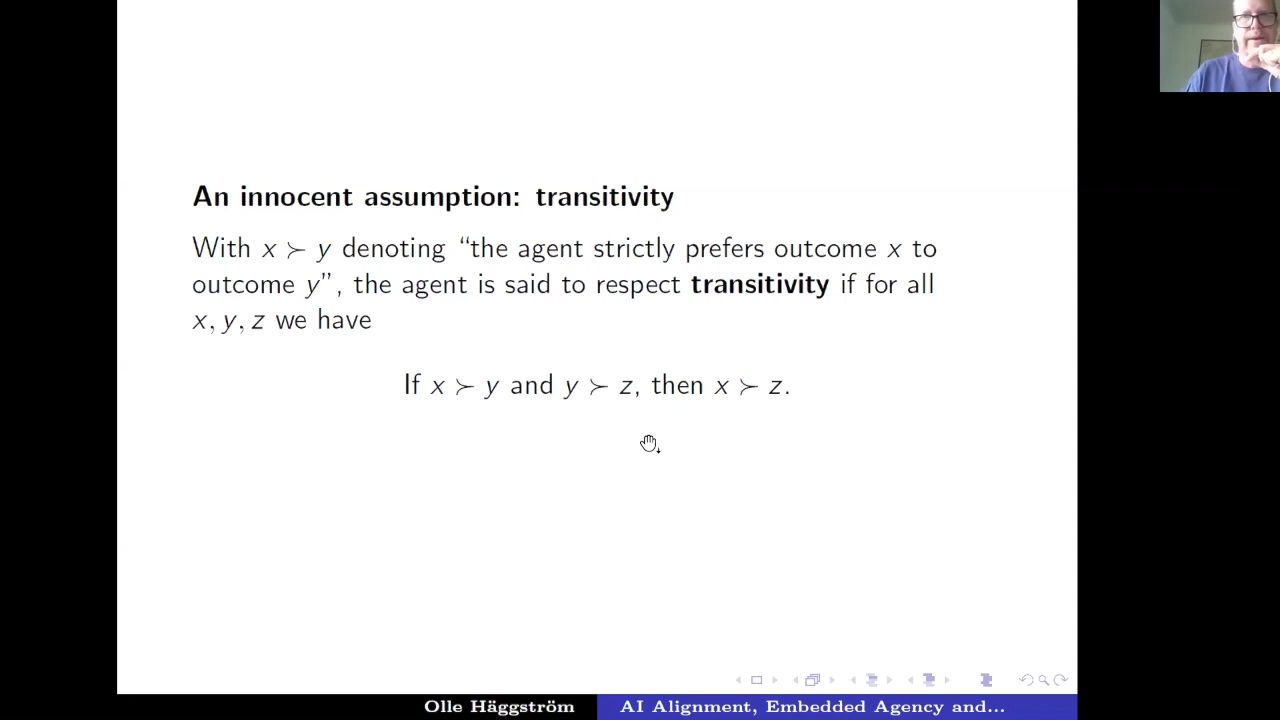 An innocent assumption: transitivity
With x ≻ y denoting “the agent strictly prefers outcome x to
outcome y”, the agent is said to respect transitivity if for all
x, y, z we have
If x ≻ y and y ≻ z, then x ≻ z.
Olle Häggström
AI Alignment, Embedded Agency and...